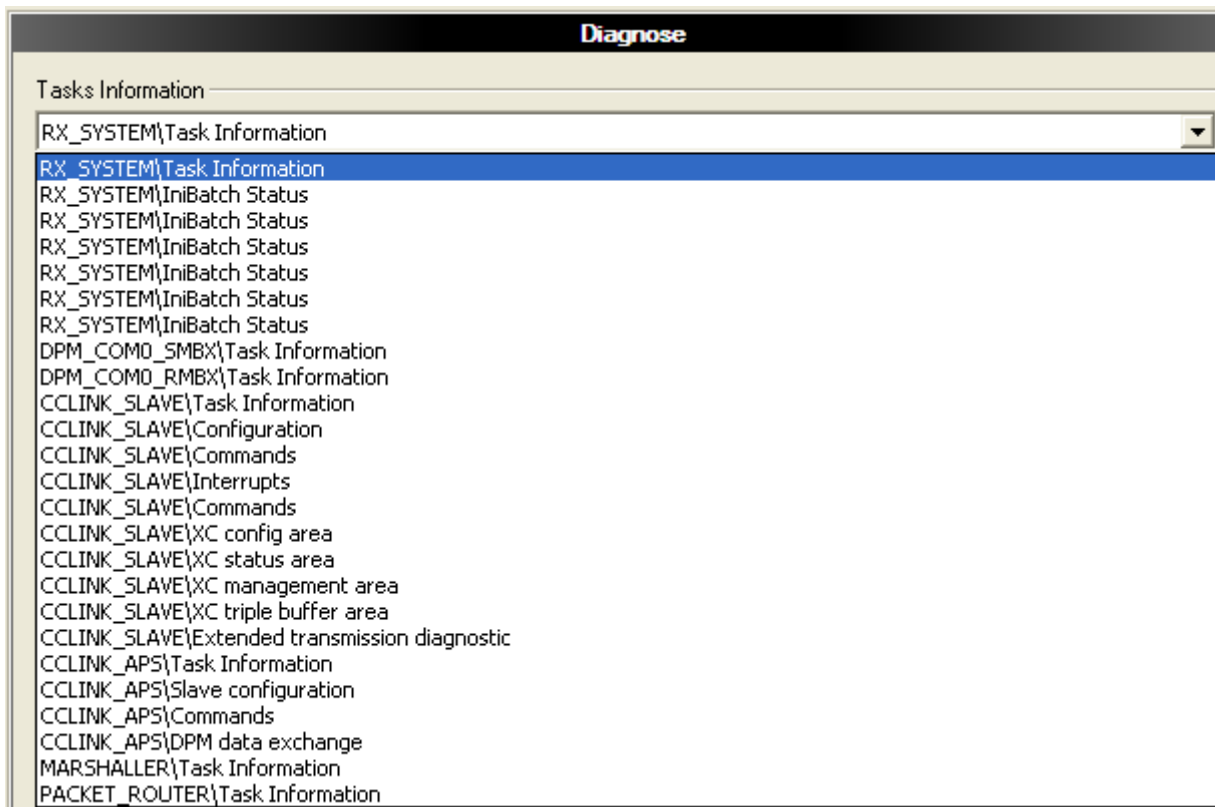 Diagnose
Tasks Information
RX_SYSTEM\Task Information
RX_SYSTEM\Task Information
RX_SYSTEM\IniBatch Status
RX_SYSTEM\IniBatch Status
RX_SYSTEM\IniBatch Status
RX_SYSTEM\IniBatch Status
RX_SYSTEM\IniBatch Status
RX_SYSTEM\IniBatch Status
DPM_COM0_SMBX\Task Information
DPM_COM0_RMBX\Task Information
CCLINK_SLAVE\Task Information
CCLINK_SLAVE\Configuration
CCLINK_SLAVE\Commands
CCLINK_SLAVE\Interrupts
CCLINK_SLAVE\Commands
CCLINK_SLAVE\XC config area
CCLINK_SLAVE\XC status area
CCLINK_SLAVE\XC management area
CCLINK_SLAVE\XC triple buffer area
CCLINK_SLAVE\Extended transmission diagnostic
CCLINK_APS\Task Information
CCLINK_APS\Slave configuration
CCLINK_APS\Commands
CCLINK_APS\DPM data exchange
MARSHALLER\Task Information
PACKET_ROUTER\Task Information